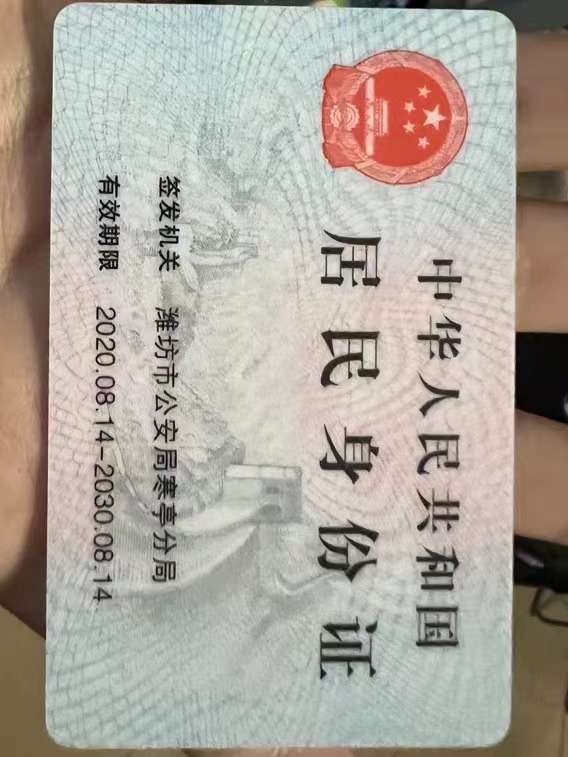 中华人民共和国
居民身份证
签发机关 潍坊市公安局寒亭分局
有效期限 2020.08.14-2030.08.14